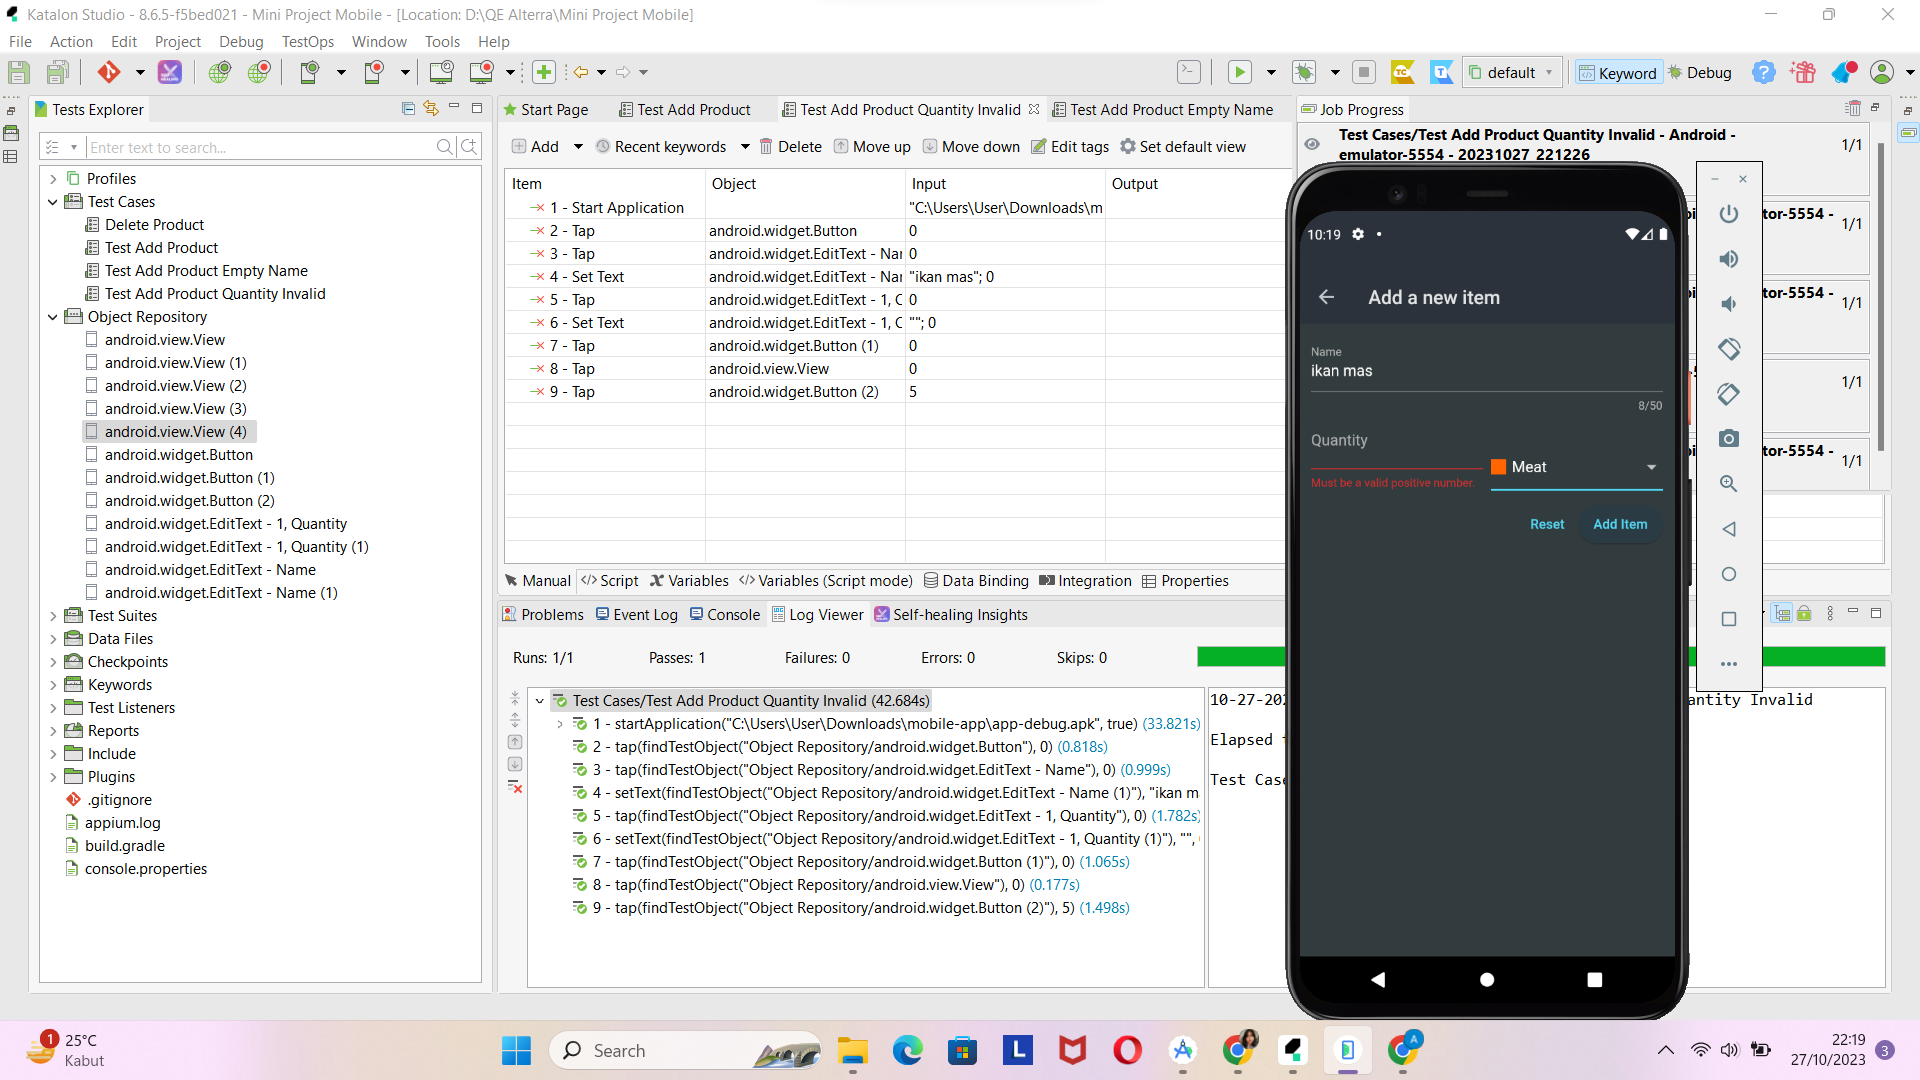 Katalon Studio - 8.6.5-f5bed021 - Mini Project Mobile - [Location: D:\QE Alterra\Mini Project Mobile]
File Action Edit Project Debug TestOps Window Tools Help
default Keyword Debug
Tests Explorer
Enter text to search...
Profiles
Test Cases
Delete Product
Test Add Product
Test Add Product Empty Name
Test Add Product Quantity Invalid
Object Repository
android.view.View
android.view.View (1)
android.view.View (2)
android.view.View (3)
android.view.View (4)
android.widget.Button
android.widget.Button (1)
android.widget.Button (2)
android.widget.EditText - 1, Quantity
android.widget.EditText - 1, Quantity (1)
android.widget.EditText - Name
android.widget.EditText - Name (1)
Test Suites
Data Files
Checkpoints
Keywords
Test Listeners
Reports
Include
Plugins
.gitignore
appium.log
build.gradle
console.properties
Start Page Test Add Product Test Add Product Quantity Invalid Test Add Product Empty Name
Add Recent keywords Delete Move up Move down Edit tags Set default view
Item Object Input Output
1 - Start Application "C:\Users\User\Downloads\m
2 - Tap android.widget.Button 0
3 - Tap android.widget.EditText - Nar 0
4 - Set Text android.widget.EditText - Nar "ikan mas"; 0
5 - Tap android.widget.EditText - 1, C 0
6 - Set Text android.widget.EditText - 1, C ""; 0
7 - Tap android.widget.Button (1) 0
8 - Tap android.view.View 0
9 - Tap android.widget.Button (2) 5
Manual Script Variables Variables (Script mode) Data Binding Integration Properties
Problems Event Log Console Log Viewer Self-healing Insights
Runs: 1/1 Passes: 1 Failures: 0 Errors: 0 Skips: 0
Test Cases/Test Add Product Quantity Invalid (42.684s)
1 - startApplication("C:\Users\User\Downloads\mobile-app\app-debug.apk", true) (33.821s)
2 - tap(findTestObject("Object Repository/android.widget.Button"), 0) (0.818s)
3 - tap(findTestObject("Object Repository/android.widget.EditText - Name"), 0) (0.999s)
4 - setText(findTestObject("Object Repository/android.widget.EditText - Name (1)"), "ikan m
5 - tap(findTestObject("Object Repository/android.widget.EditText - 1, Quantity"), 0) (1.782s)
6 - setText(findTestObject("Object Repository/android.widget.EditText - 1, Quantity (1)"), "",
7 - tap(findTestObject("Object Repository/android.widget.Button (1)"), 0) (1.065s)
8 - tap(findTestObject("Object Repository/android.view.View"), 0) (0.177s)
9 - tap(findTestObject("Object Repository/android.widget.Button (2)"), 5) (1.498s)
10-27-20 antity Invalid
Elapsed
Test Cas
Job Progress
Test Cases/Test Add Product Quantity Invalid - Android -
emulator-5554 - 20231027_221226
1/1
tor-5554 -
1/1
tor-5554 -
1/1
1/1
tor-5554 -
1/1
10:19
Add a new item
Name
ikan mas
8/50
Quantity
Meat
Must be a valid positive number.
Reset Add Item
1
25°C
Kabut
Search
22:19
27/10/2023
3